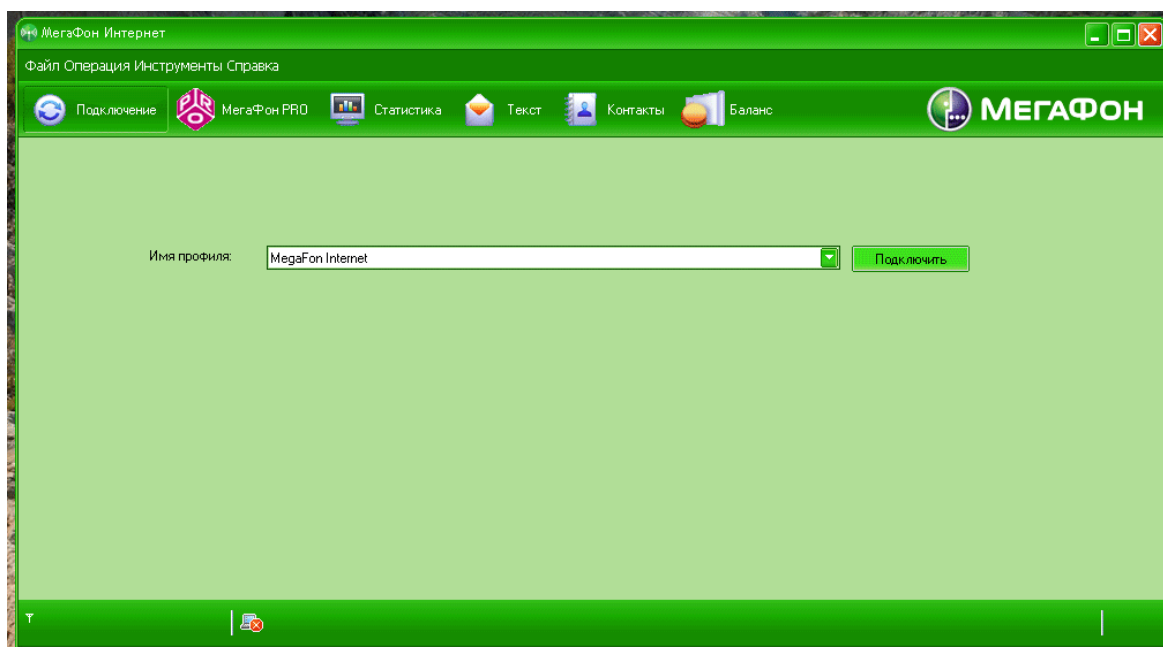 МегаФон Интернет
Файл Операция Инструменты Справка
Подключение PRO МегаФон PRO Статистика Текст Контакты Баланс МЕГАФОН
Имя профиля: MegaFon Internet Подключить